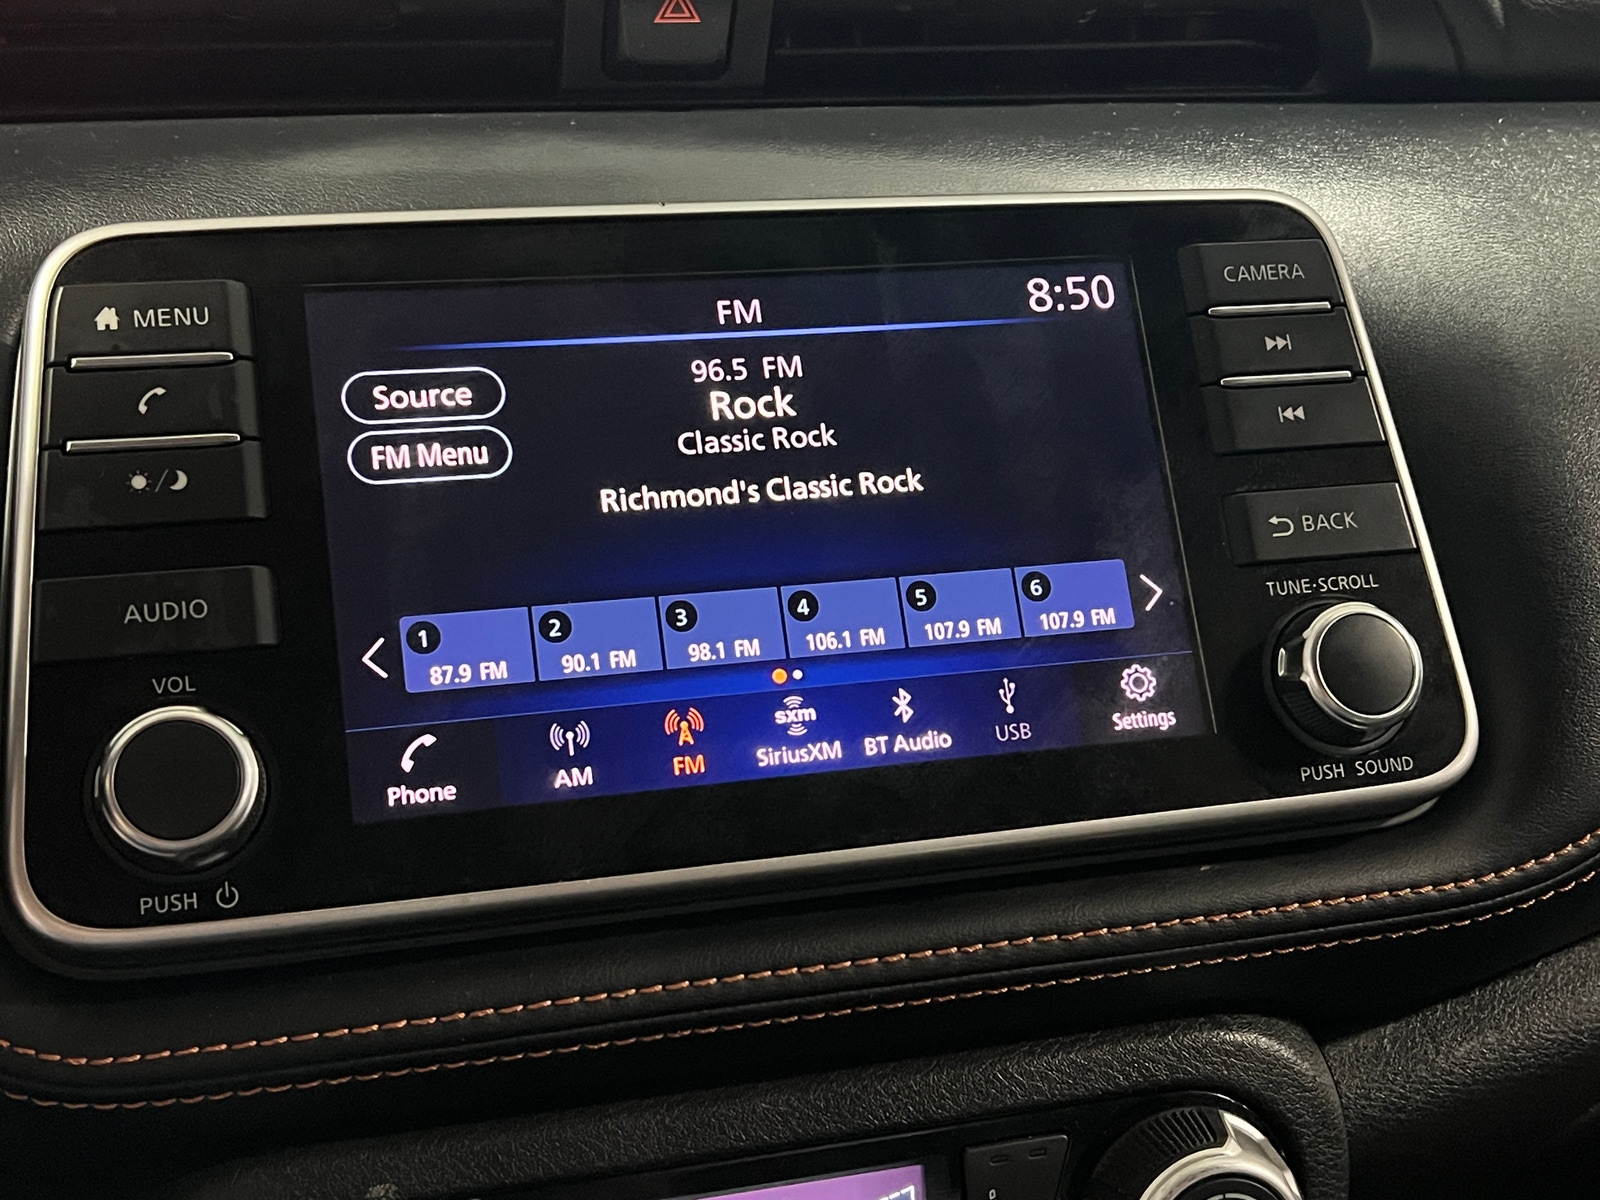 MENU
AUDIO
VOL
PUSH
FM
8:50
Source
FM Menu
96.5 FM
Rock
Classic Rock
Richmond's Classic Rock
1
87.9 FM
2
90.1 FM
3
98.1 FM
4
106.1 FM
5
107.9 FM
6
107.9 FM
Phone
AM
FM
sxm
SiriusXM
BT Audio
USB
Settings
CAMERA
BACK
TUNE·SCROLL
PUSH SOUND